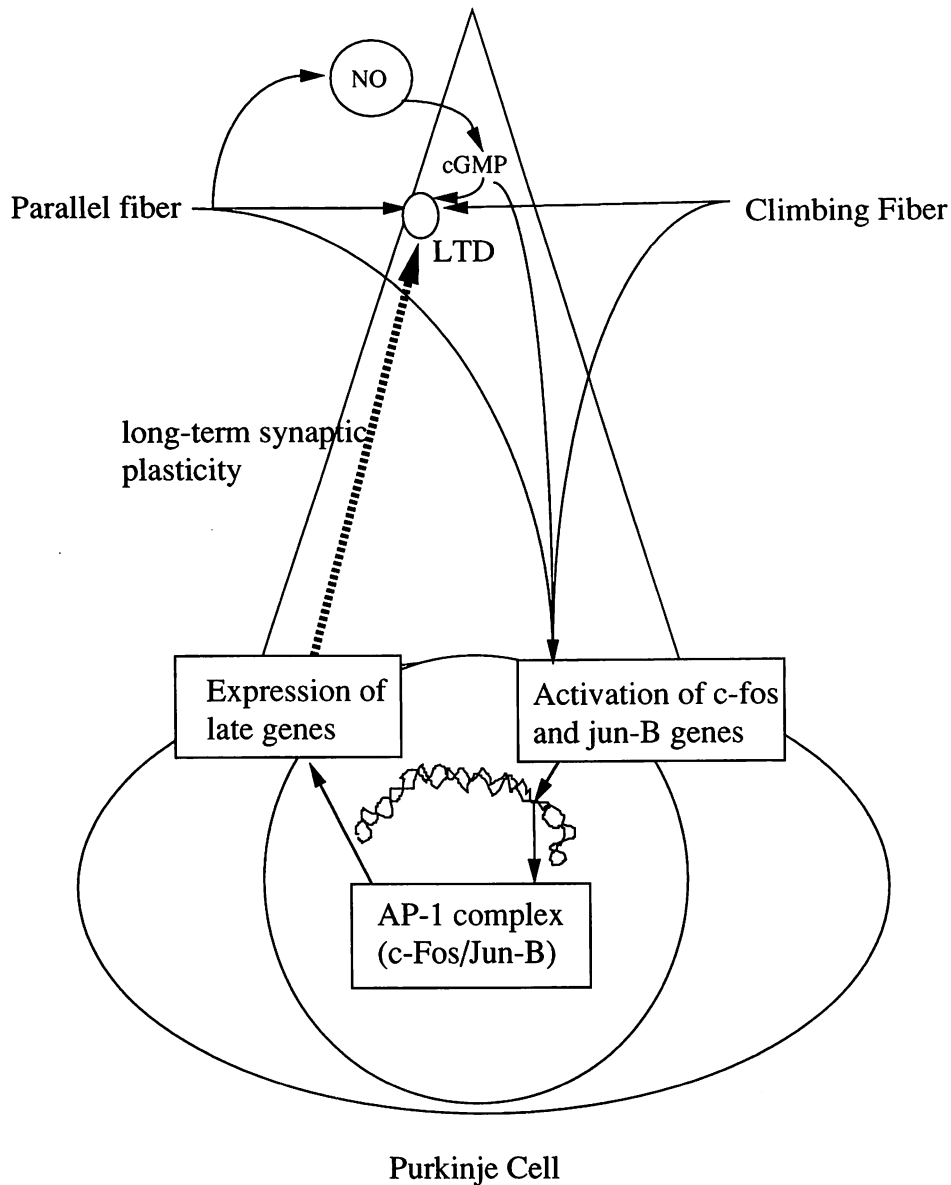 NO
cGMP
Parallel fiber
Climbing Fiber
LTD
long-term synaptic
plasticity
Expression of
late genes
Activation of c-fos
and jun-B genes
AP-1 complex
(c-Fos/Jun-B)
Purkinje Cell